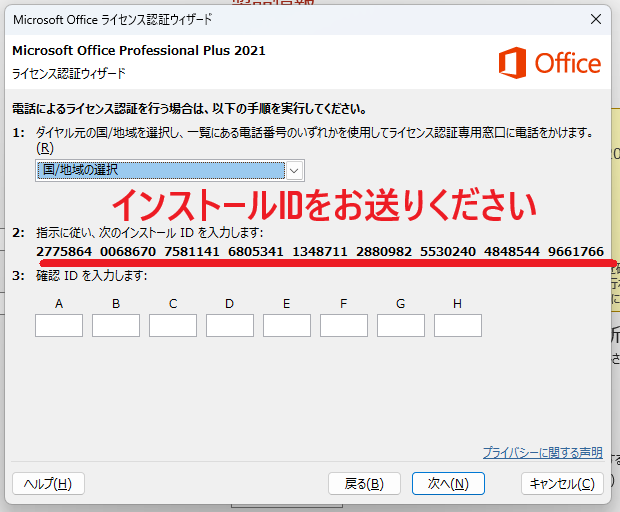 Microsoft Office ライセンス認証ウィザード
Microsoft Office Professional Plus 2021
ライセンス認証ウィザード
Office
電話によるライセンス認証を行う場合は、以下の手順を実行してください。
1: ダイヤル元の国/地域を選択し、一覧にある電話番号のいずれかを使用してライセンス認証専用窓口に電話をかけます。
(R)
国/地域の選択
インストールIDをお送りください
2: 指示に従い、次のインストール ID を入力します:
2775864 0068670 7581141 6805341 1348711 2880982 5530240 4848544 9661766
3: 確認 ID を入力します:
A B C D E F G H
プライバシーに関する声明
ヘルプ(H) 戻る(B) 次へ(N) キャンセル(C)